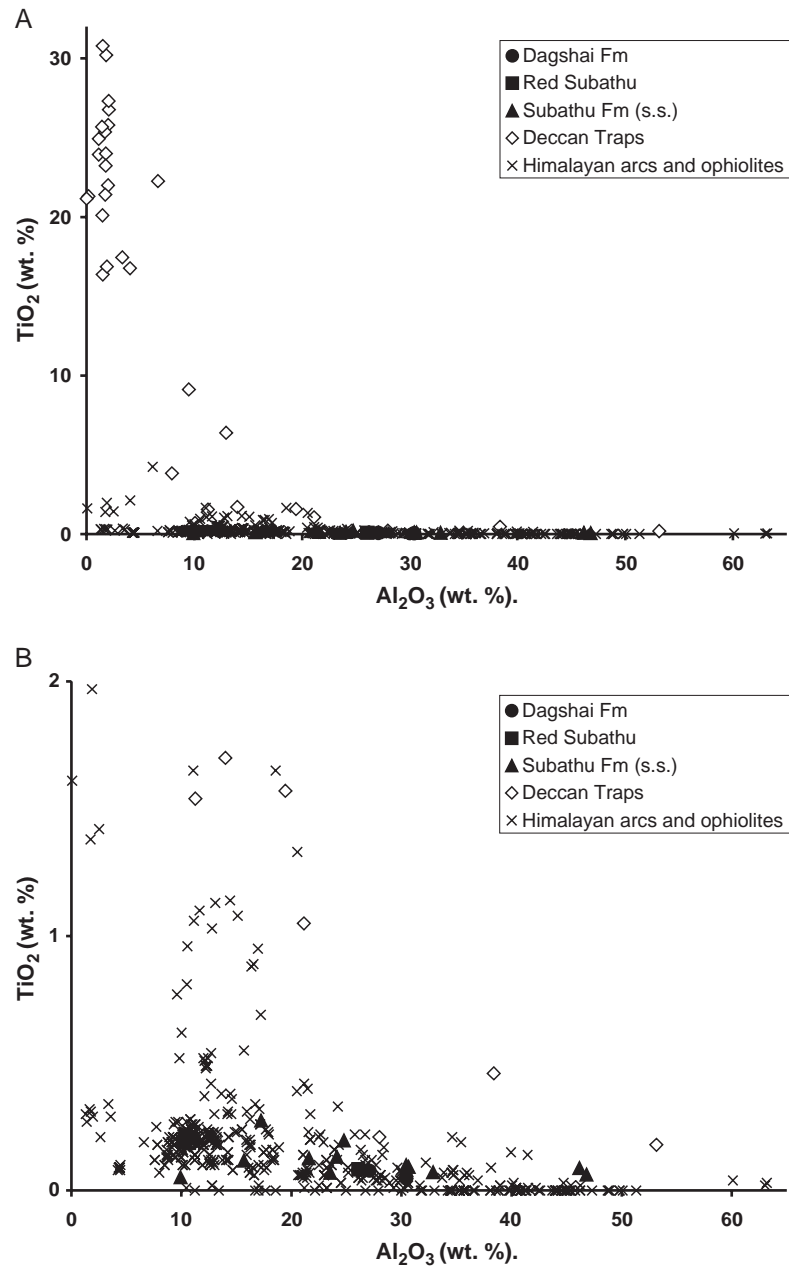 A
30
20
10
0
TiO2 (wt. %)
Dagshai Fm
Red Subathu
Subathu Fm (s.s.)
Deccan Traps
Himalayan arcs and ophiolites
0 10 20 30 40 50 60
Al2O3 (wt. %).
B
2
1
0
TiO2 (wt. %)
Dagshai Fm
Red Subathu
Subathu Fm (s.s.)
Deccan Traps
Himalayan arcs and ophiolites
0 10 20 30 40 50 60
Al2O3 (wt. %).